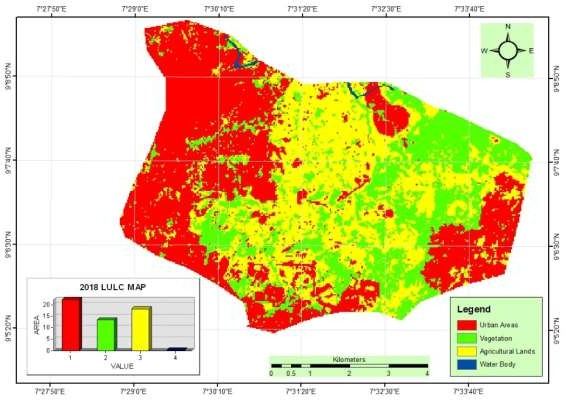 7°27'50"E 7°29'0"E 7°30'10"E 7°31'20"E 7°32'30"E 7°33'40"E
N
W E
S
9°8'50"N 9°8'50"N
9°7'40"N 9°7'40"N
9°6'30"N 9°6'30"N
2018 LULC MAP
AREA
20
15
10
5
0
1 2 3 4
VALUE
Legend
Urban Areas
Vegetation
Agricultural Lands
Water Body
9°5'20"N 9°5'20"N
Kilometers
0 0.5 1 2 3 4
7°27'50"E 7°29'0"E 7°30'10"E 7°31'20"E 7°32'30"E 7°33'40"E